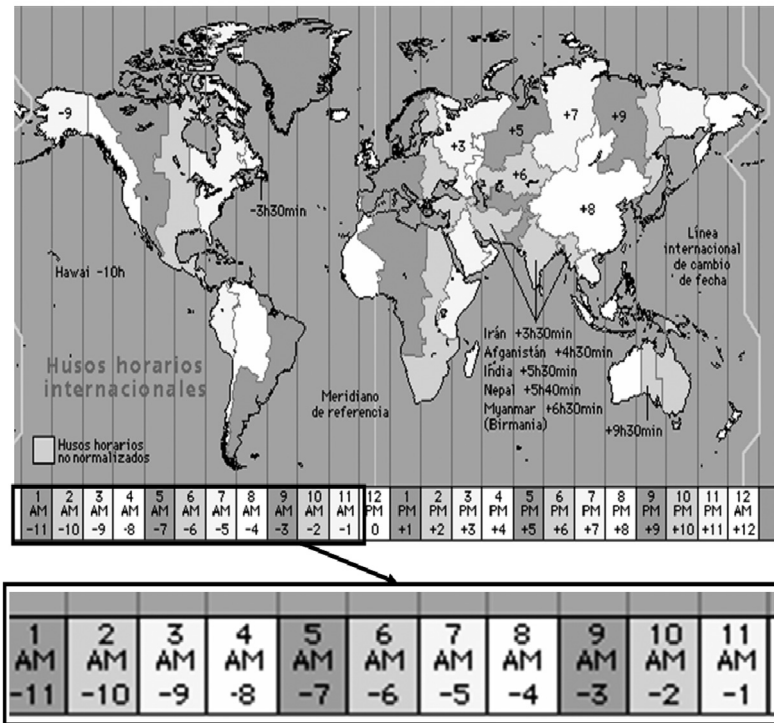 -9
+3
+5
+7
+9
+6
+8
-3h30min
Hawai -10h
Línea
internacional
de cambio
de fecha
Husos horarios
internacionales
Meridiano
de referencia
Irán +3h30min
Afganistán +4h30min
India +5h30min
Nepal +5h40min
Myanmar +6h30min
(Birmania)
+9h30min
Husos horarios
no normalizados
1 2 3 4 5 6 7 8 9 10 11 12 1 2 3 4 5 6 7 8 9 10 11 12
AM AM AM AM AM AM AM AM AM AM AM PM PM PM PM PM PM PM PM PM PM PM PM AM
-11 -10 -9 -8 -7 -6 -5 -4 -3 -2 -1 0 +1 +2 +3 +4 +5 +6 +7 +8 +9 +10 +11 +12
1 2 3 4 5 6 7 8 9 10 11
AM AM AM AM AM AM AM AM AM AM AM
-11 -10 -9 -8 -7 -6 -5 -4 -3 -2 -1